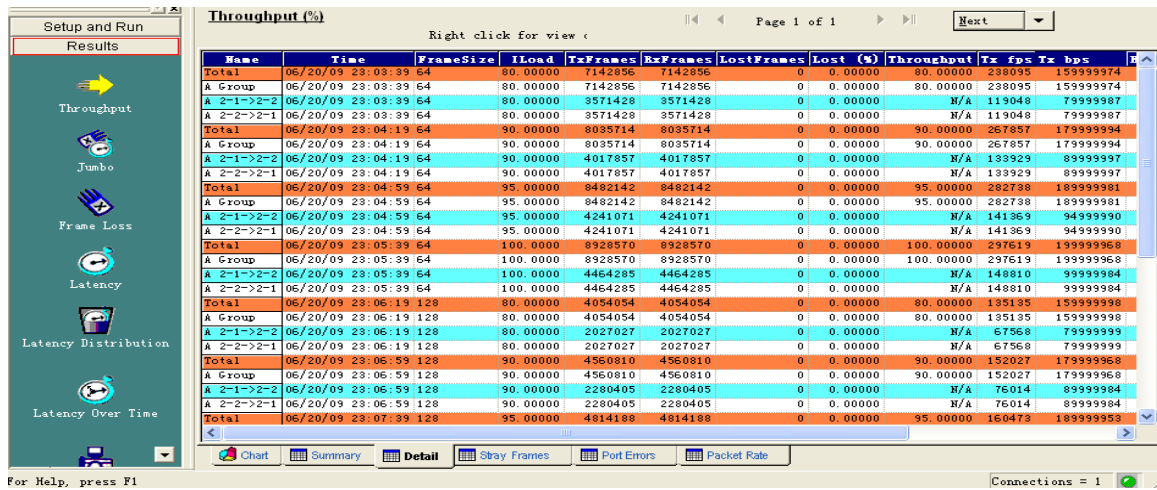 Setup and Run
Results
Throughput
Jumbo
Frame Loss
Latency
Latency Distribution
Latency Over Time
Throughput (%)
Page 1 of 1
Next
Right click for view
Name Time FrameSize ILoad TxFrames RxFrames LostFrames Lost (%) Throughput Tx fps Tx bps
Total 06/20/09 23:03:39 64 80.00000 7142856 7142856 0 0.00000 80.00000 238095 159999974
A Group 06/20/09 23:03:39 64 80.00000 7142856 7142856 0 0.00000 80.00000 238095 159999974
A 2-1->2-2 06/20/09 23:03:39 64 80.00000 3571428 3571428 0 0.00000 N/A 119048 79999987
A 2-2->2-1 06/20/09 23:03:39 64 80.00000 3571428 3571428 0 0.00000 N/A 119048 79999987
Total 06/20/09 23:04:19 64 90.00000 8035714 8035714 0 0.00000 90.00000 267857 179999994
A Group 06/20/09 23:04:19 64 90.00000 8035714 8035714 0 0.00000 90.00000 267857 179999994
A 2-1->2-2 06/20/09 23:04:19 64 90.00000 4017857 4017857 0 0.00000 N/A 133929 89999997
A 2-2->2-1 06/20/09 23:04:19 64 90.00000 4017857 4017857 0 0.00000 N/A 133929 89999997
Total 06/20/09 23:04:59 64 95.00000 8482142 8482142 0 0.00000 95.00000 282738 189999981
A Group 06/20/09 23:04:59 64 95.00000 8482142 8482142 0 0.00000 95.00000 282738 189999981
A 2-1->2-2 06/20/09 23:04:59 64 95.00000 4241071 4241071 0 0.00000 N/A 141369 94999990
A 2-2->2-1 06/20/09 23:04:59 64 95.00000 4241071 4241071 0 0.00000 N/A 141369 94999990
Total 06/20/09 23:05:39 64 100.0000 8928570 8928570 0 0.00000 100.00000 297619 199999968
A Group 06/20/09 23:05:39 64 100.0000 8928570 8928570 0 0.00000 100.00000 297619 199999968
A 2-1->2-2 06/20/09 23:05:39 64 100.0000 4464285 4464285 0 0.00000 N/A 148810 99999984
A 2-2->2-1 06/20/09 23:05:39 64 100.0000 4464285 4464285 0 0.00000 N/A 148810 99999984
Total 06/20/09 23:06:19 128 80.00000 4054054 4054054 0 0.00000 80.00000 135135 159999998
A Group 06/20/09 23:06:19 128 80.00000 4054054 4054054 0 0.00000 80.00000 135135 159999998
A 2-1->2-2 06/20/09 23:06:19 128 80.00000 2027027 2027027 0 0.00000 N/A 67568 79999999
A 2-2->2-1 06/20/09 23:06:19 128 80.00000 2027027 2027027 0 0.00000 N/A 67568 79999999
Total 06/20/09 23:06:59 128 90.00000 4560810 4560810 0 0.00000 90.00000 152027 179999968
A Group 06/20/09 23:06:59 128 90.00000 4560810 4560810 0 0.00000 90.00000 152027 179999968
A 2-1->2-2 06/20/09 23:06:59 128 90.00000 2280405 2280405 0 0.00000 N/A 76014 89999984
A 2-2->2-1 06/20/09 23:06:59 128 90.00000 2280405 2280405 0 0.00000 N/A 76014 89999984
Total 06/20/09 23:07:39 128 95.00000 4814188 4814188 0 0.00000 95.00000 160473 189999953
Chart Summary Detail Stray Frames Port Errors Packet Rate
For Help, press F1
Connections = 1